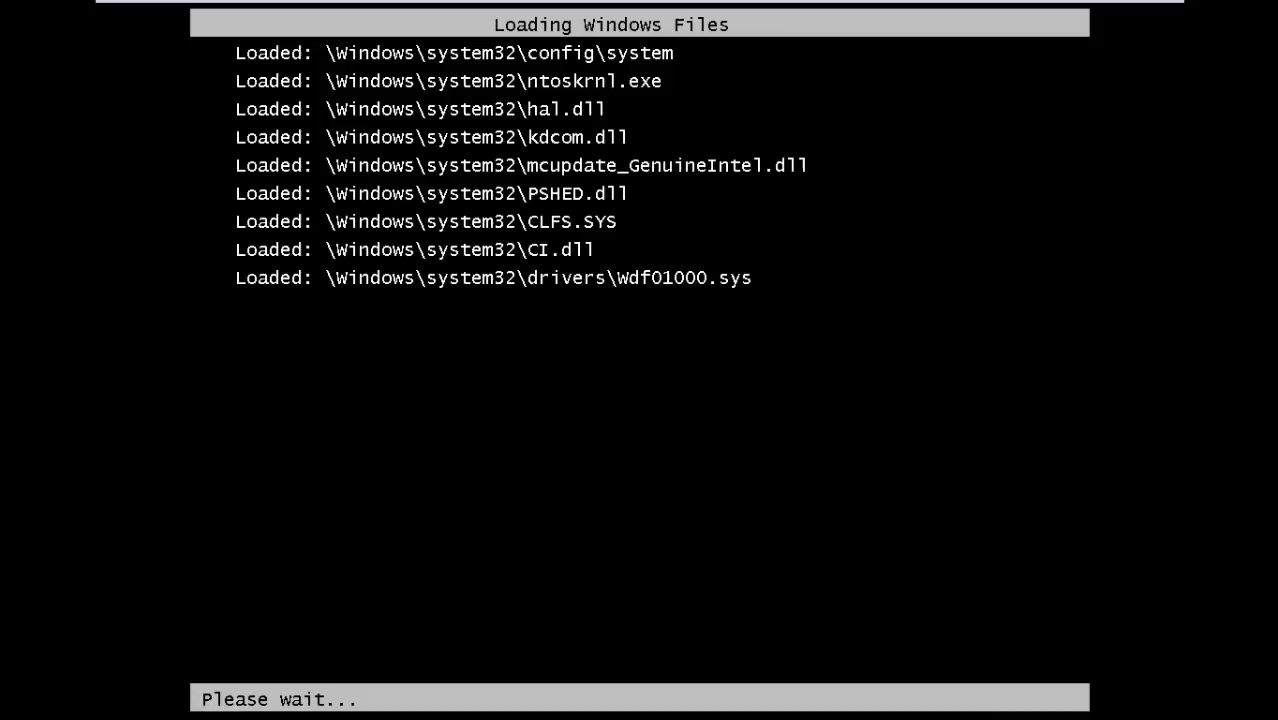 Loading Windows Files
Loaded: \Windows\system32\config\system
Loaded: \Windows\system32\ntoskrnl.exe
Loaded: \Windows\system32\hal.dll
Loaded: \Windows\system32\kdcom.dll
Loaded: \Windows\system32\mcupdate_GenuineIntel.dll
Loaded: \Windows\system32\PSHED.dll
Loaded: \Windows\system32\CLFS.SYS
Loaded: \Windows\system32\CI.dll
Loaded: \Windows\system32\drivers\Wdf01000.sys
Please wait...